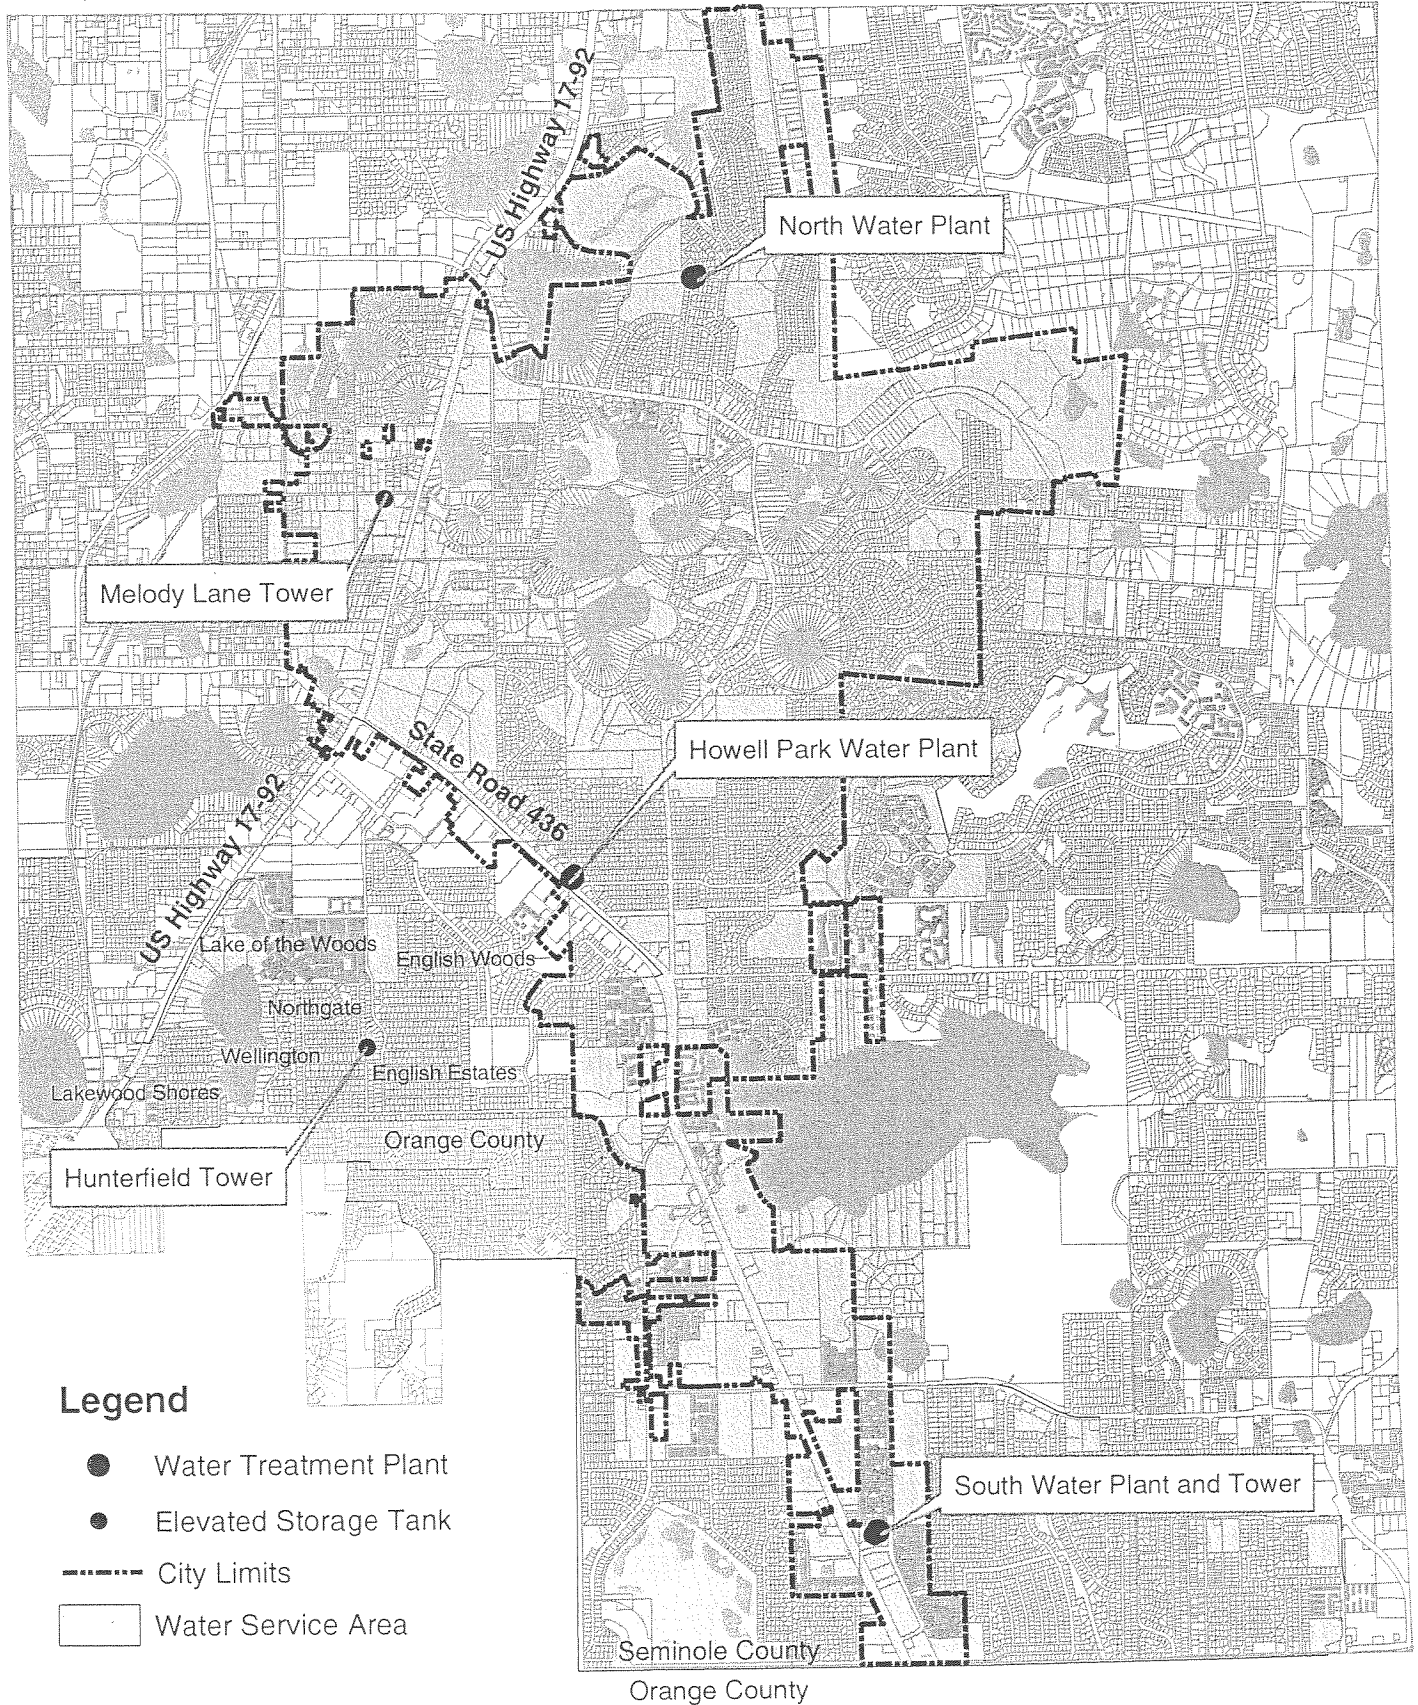 US Highway 17-92
North Water Plant
Melody Lane Tower
State Road 436
Howell Park Water Plant
US Highway 17-92
Lake of the Woods
English Woods
Northgate
Wellington
English Estates
Lakewood Shores
Orange County
Hunterfield Tower
Legend
Water Treatment Plant
Elevated Storage Tank
City Limits
Water Service Area
South Water Plant and Tower
Seminole County
Orange County